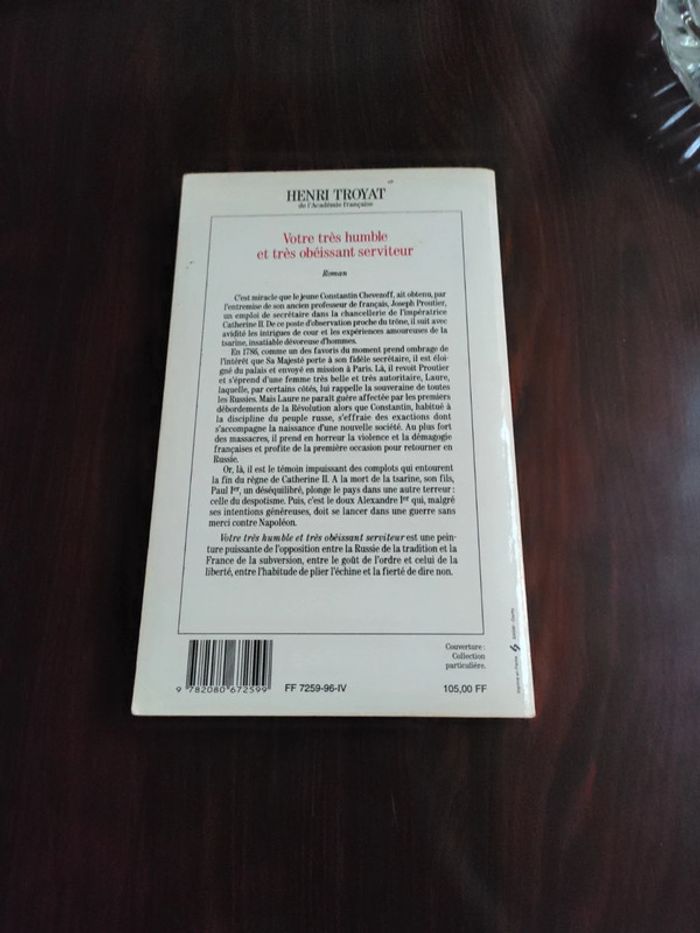 HENRI TROYAT
de l'Académie française
Votre très humble
et très obéissant serviteur
Roman
C'est miracle que le jeune Constantin Chevezoff, ait obtenu, par
l'entremise de son ancien professeur de français, Joseph Proutier,
un emploi de secrétaire dans la chancellerie de l'impératrice
Catherine II. De ce poste d'observation proche du trône, il suit avec
avidité les intrigues de cour et les expériences amoureuses de la
tsarine, insatiable dévoreuse d'hommes.
En 1786, comme un des favoris du moment prend ombrage de
l'intérêt que Sa Majesté porte à son fidèle secrétaire, il est éloi-
gné du palais et envoyé en mission à Paris. Là, il revoit Proutier
et s'éprend d'une femme très belle et très autoritaire, Laure,
laquelle, par certains côtés, lui rappelle la souveraine de toutes
les Russies. Mais Laure ne paraît guère affectée par les premiers
débordements de la Révolution alors que Constantin, habitué à
la discipline du peuple russe, s'effraie des exactions dont
s'accompagne la naissance d'une nouvelle société. Au plus fort
des massacres, il prend en horreur la violence et la démagogie
françaises et profite de la première occasion pour retourner en
Russie.
Or, là, il est le témoin impuissant des complots qui entourent
la fin du règne de Catherine II. A la mort de la tsarine, son fils,
Paul Ier, un déséquilibré, plonge le pays dans une autre terreur :
celle du despotisme. Puis, c'est le doux Alexandre Ier qui, malgré
ses intentions généreuses, doit se lancer dans une guerre sans
merci contre Napoléon.
Votre très humble et très obéissant serviteur est une pein-
ture puissante de l'opposition entre la Russie de la tradition et la
France de la subversion, entre le goût de l'ordre et celui de la
liberté, entre l'habitude de plier l'échine et la fierté de dire non.
Couverture :
Collection
particulière.
9 782080 672599
FF 7259-96-IV
105,00 FF
Imprimé en France